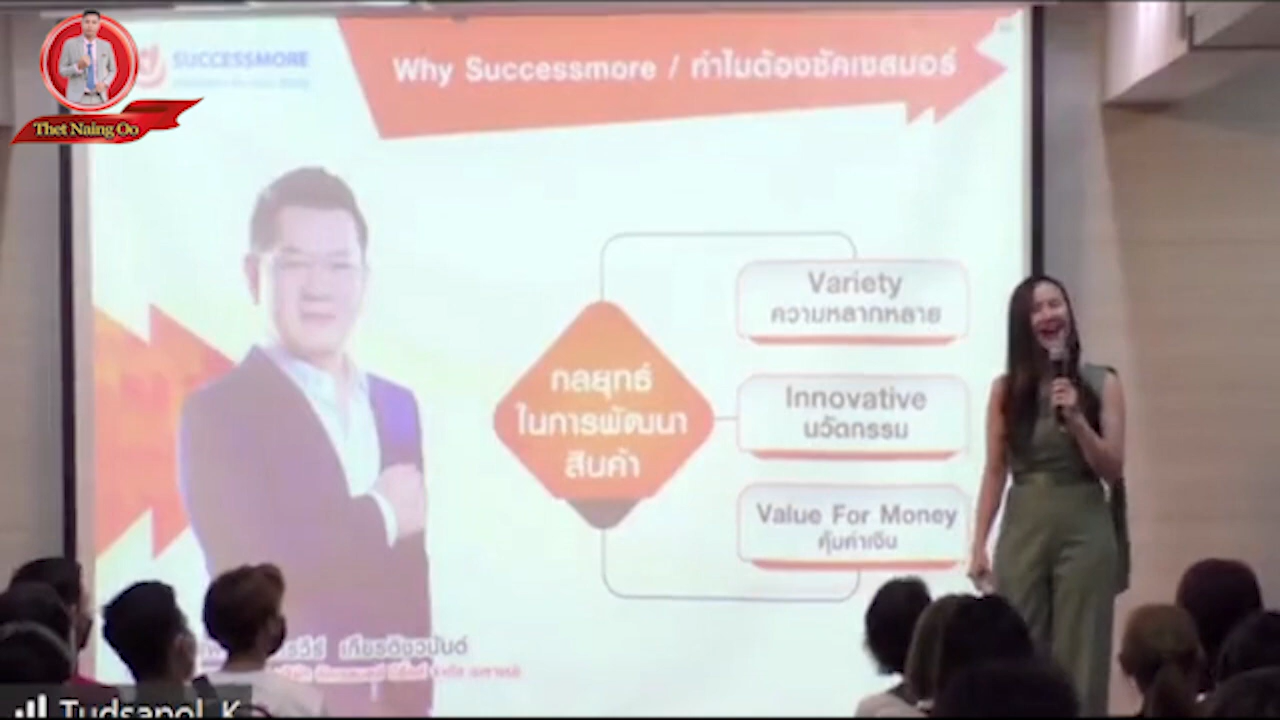 SUCCESSMORE
Thet Naing Oo
Why Successmore / ทำไมต้องซัคเซสมอร์
Variety
ความหลากหลาย
กลยุทธ์
ในการพัฒนา
สินค้า
Innovative
นวัตกรรม
Value For Money
คุ้มค่าเงิน
Tudsapol K